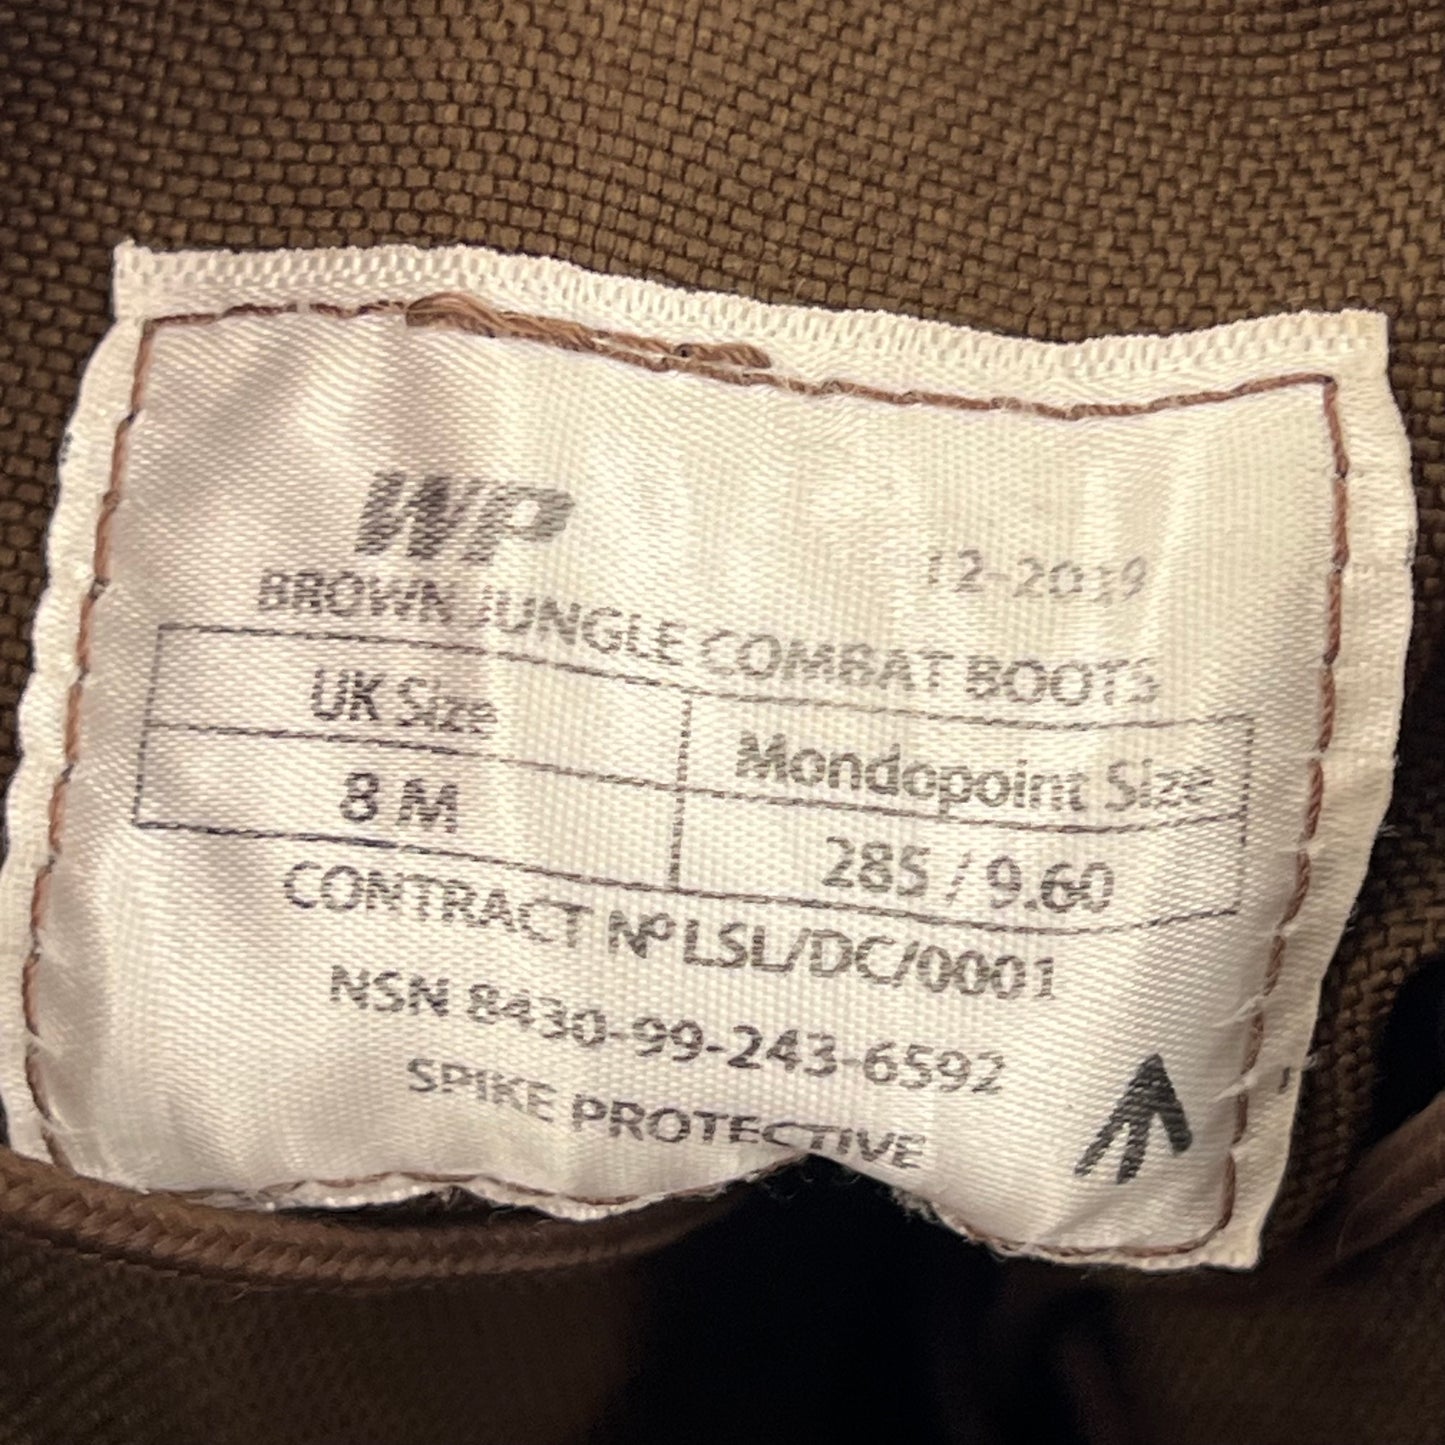 WP
12-2019
BROWN JUNGLE COMBAT BOOTS
UK Size
Mondopoint Size
8 M
285 / 9.60
CONTRACT Nº LSL/DC/0001
NSN 8430-99-243-6592
SPIKE PROTECTIVE